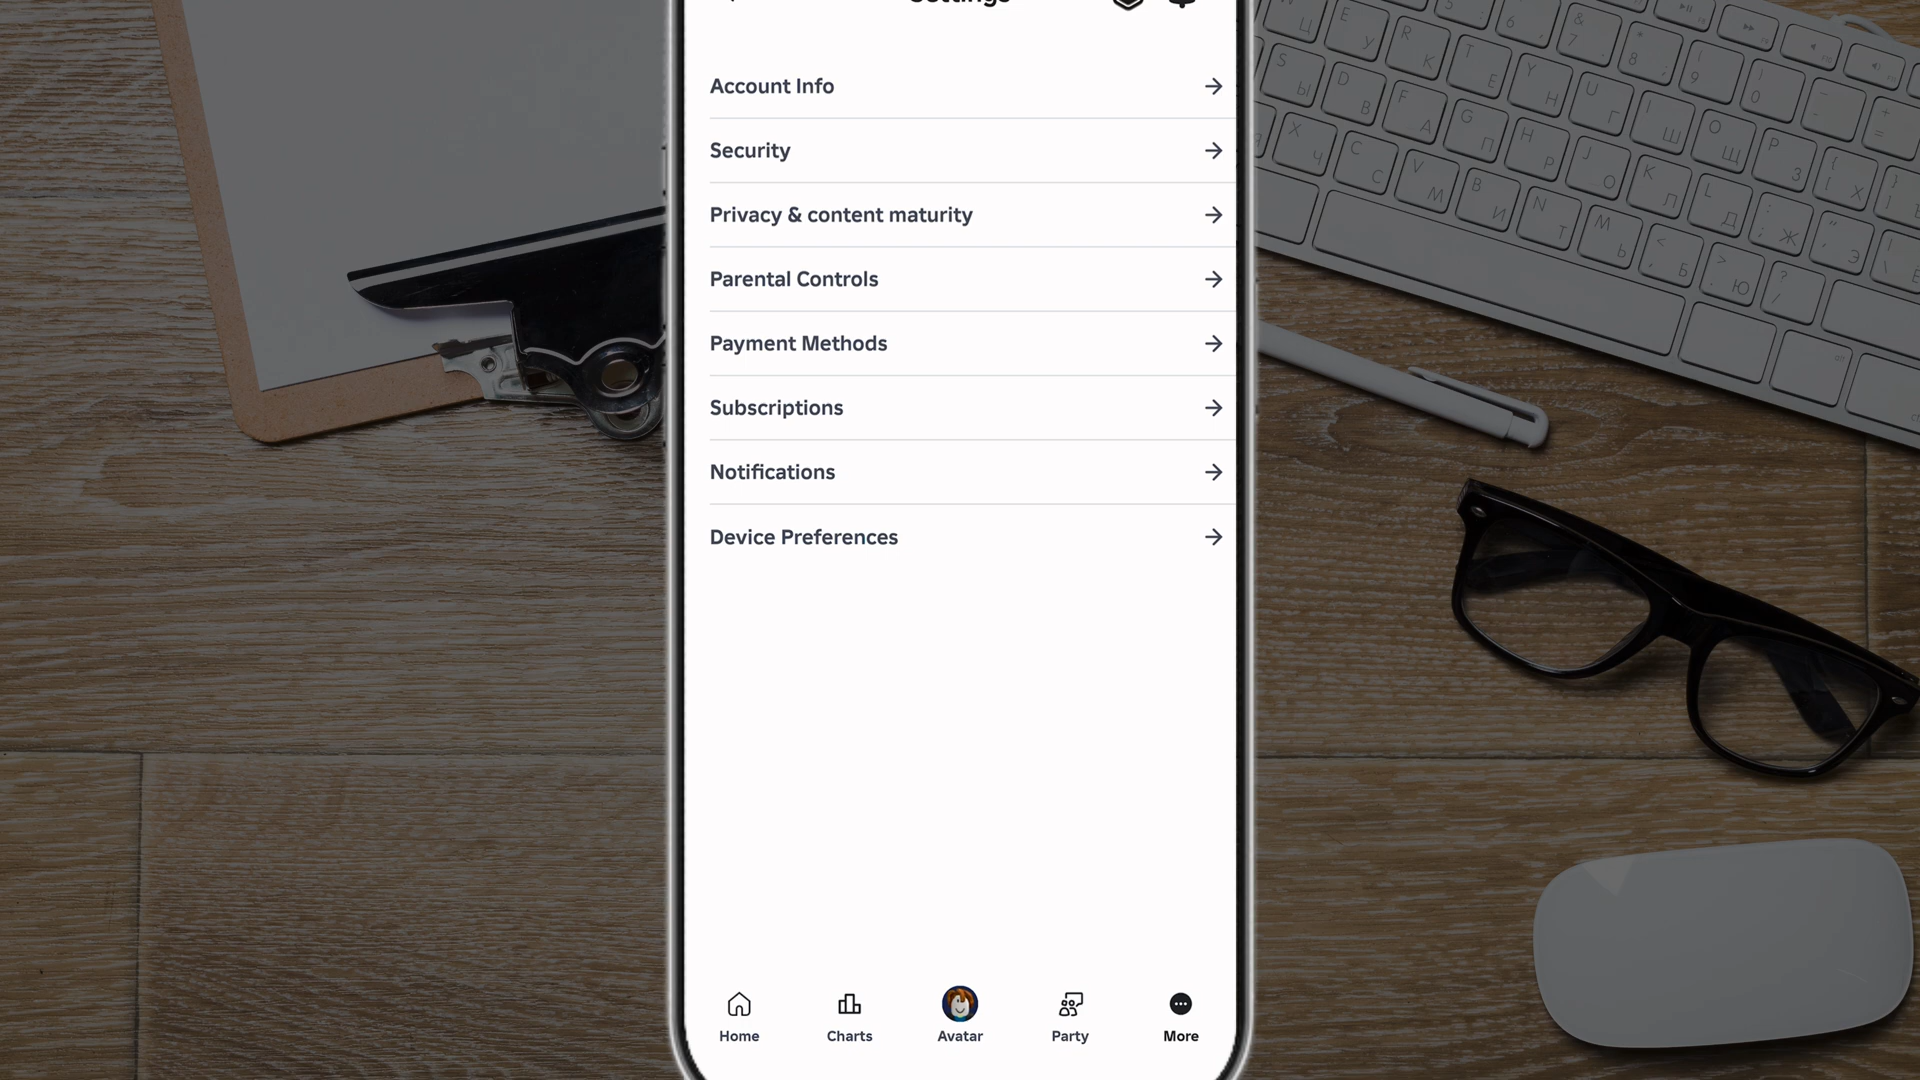 Settings
Account Info
Security
Privacy & content maturity
Parental Controls
Payment Methods
Subscriptions
Notifications
Device Preferences
Home
Charts
Avatar
Party
More